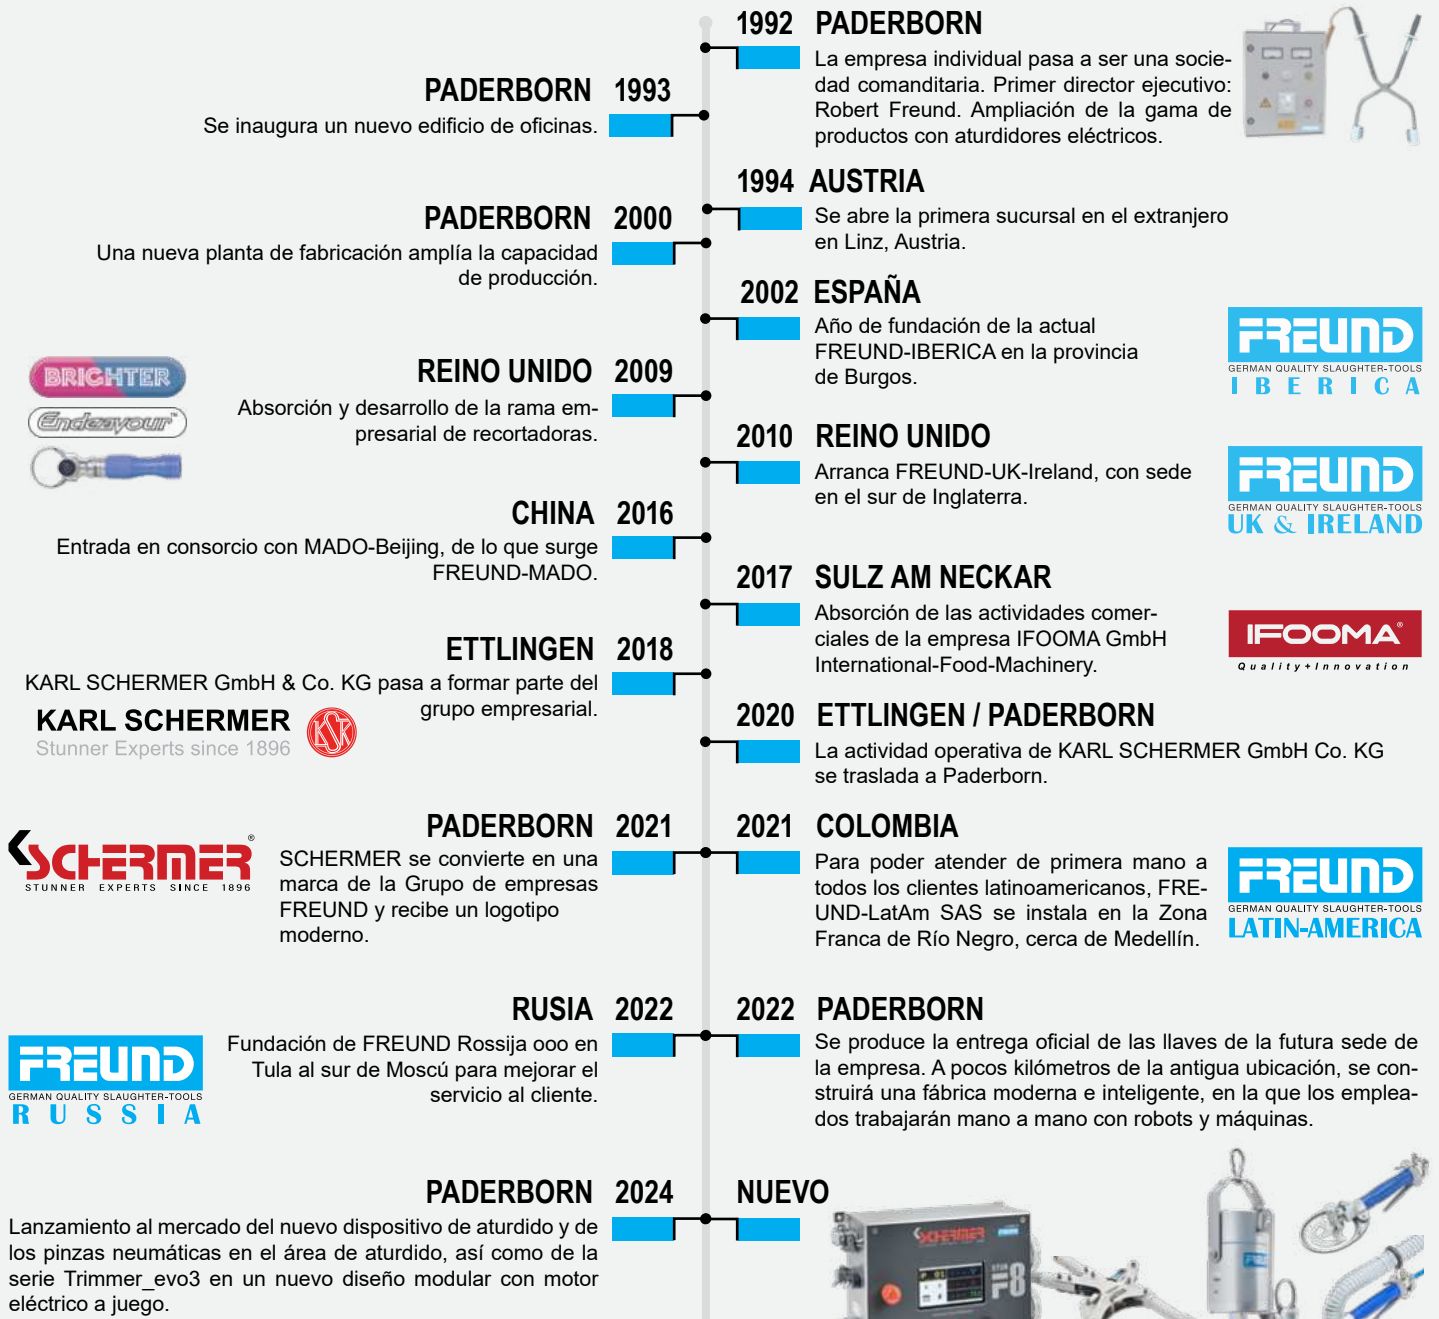 1992 PADERBORN
La empresa individual pasa a ser una socie-
dad comanditaria. Primer director ejecutivo:
Robert Freund. Ampliación de la gama de
productos con aturdidores eléctricos.
PADERBORN 1993
Se inaugura un nuevo edificio de oficinas.
1994 AUSTRIA
Se abre la primera sucursal en el extranjero
en Linz, Austria.
PADERBORN 2000
Una nueva planta de fabricación amplía la capacidad
de producción.
2002 ESPAÑA
Año de fundación de la actual
FREUND-IBERICA en la provincia
de Burgos.
FREUND
GERMAN QUALITY SLAUGHTER-TOOLS
IBERICA
REINO UNIDO 2009
Absorción y desarrollo de la rama em-
presarial de recortadoras.
BRIGHTER
Endeavour™
2010 REINO UNIDO
Arranca FREUND-UK-Ireland, con sede
en el sur de Inglaterra.
FREUND
GERMAN QUALITY SLAUGHTER-TOOLS
UK & IRELAND
CHINA 2016
Entrada en consorcio con MADO-Beijing, de lo que surge
FREUND-MADO.
2017 SULZ AM NECKAR
Absorción de las actividades comer-
ciales de la empresa IFOOMA GmbH
International-Food-Machinery.
IFOOMA®
Quality+Innovation
ETTLINGEN 2018
KARL SCHERMER GmbH & Co. KG pasa a formar parte del
grupo empresarial.
KARL SCHERMER
Stunner Experts since 1896
KSK
2020 ETTLINGEN / PADERBORN
La actividad operativa de KARL SCHERMER GmbH Co. KG
se traslada a Paderborn.
PADERBORN 2021
SCHERMER se convierte en una
marca de la Grupo de empresas
FREUND y recibe un logotipo
moderno.
SCHERMER®
STUNNER EXPERTS SINCE 1896
2021 COLOMBIA
Para poder atender de primera mano a
todos los clientes latinoamericanos, FRE-
UND-LatAm SAS se instala en la Zona
Franca de Río Negro, cerca de Medellín.
FREUND
GERMAN QUALITY SLAUGHTER-TOOLS
LATIN-AMERICA
RUSIA 2022
Fundación de FREUND Rossija ooo en
Tula al sur de Moscú para mejorar el
servicio al cliente.
FREUND
GERMAN QUALITY SLAUGHTER-TOOLS
RUSSIA
2022 PADERBORN
Se produce la entrega oficial de las llaves de la futura sede de
la empresa. A pocos kilómetros de la antigua ubicación, se con-
struirá una fábrica moderna e inteligente, en la que los emplea-
dos trabajarán mano a mano con robots y máquinas.
PADERBORN 2024
Lanzamiento al mercado del nuevo dispositivo de aturdido y de
los pinzas neumáticas en el área de aturdido, así como de la
serie Trimmer_evo3 en un nuevo diseño modular con motor
eléctrico a juego.
NUEVO
SCHERMER
STUN
F8